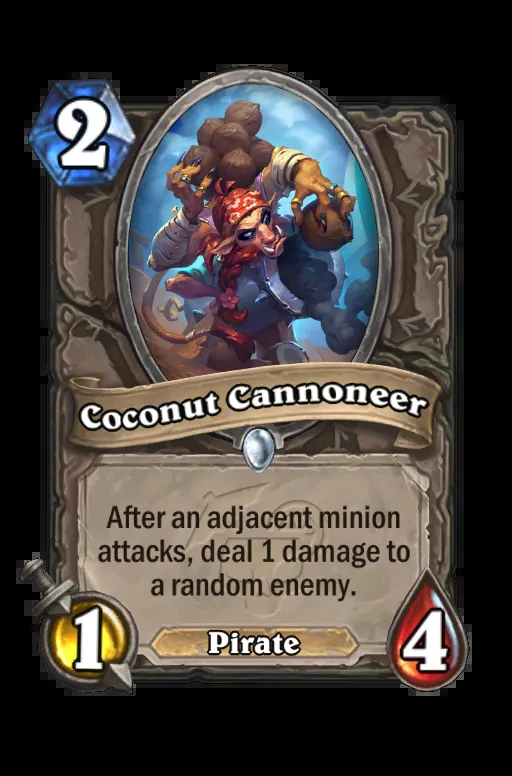 2
Coconut Cannoneer
After an adjacent minion
attacks, deal 1 damage to
a random enemy.
1
Pirate
4